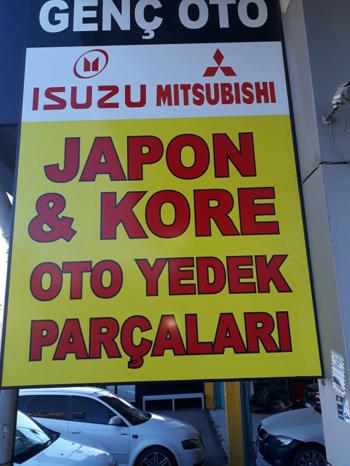 GENÇ OTO
ISUZU MITSUBISHI
JAPON
& KORE
OTO YEDEK
PARÇALARI